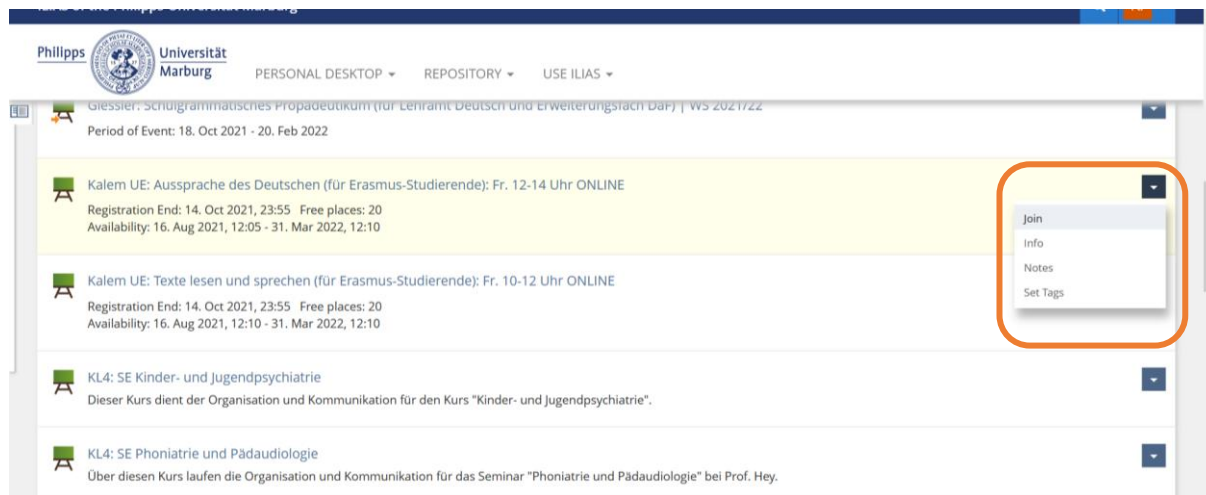 ILIAS of the Philipps-Universität Marburg
Philipps Universität
Marburg
PERSONAL DESKTOP REPOSITORY USE ILIAS
Giessler: Schulgrammatisches Propädeutikum (für Lehramt Deutsch und Erweiterungsfach DaF) | WS 2021/22
Period of Event: 18. Oct 2021 - 20. Feb 2022
Kalem UE: Aussprache des Deutschen (für Erasmus-Studierende): Fr. 12-14 Uhr ONLINE
Registration End: 14. Oct 2021, 23:55 Free places: 20
Availability: 16. Aug 2021, 12:05 - 31. Mar 2022, 12:10
Join
Info
Notes
Set Tags
Kalem UE: Texte lesen und sprechen (für Erasmus-Studierende): Fr. 10-12 Uhr ONLINE
Registration End: 14. Oct 2021, 23:55 Free places: 20
Availability: 16. Aug 2021, 12:10 - 31. Mar 2022, 12:10
KL4: SE Kinder- und Jugendpsychiatrie
Dieser Kurs dient der Organisation und Kommunikation für den Kurs "Kinder- und Jugendpsychiatrie".
KL4: SE Phoniatrie und Pädaudiologie
Über diesen Kurs laufen die Organisation und Kommunikation für das Seminar "Phoniatrie und Pädaudiologie" bei Prof. Hey.